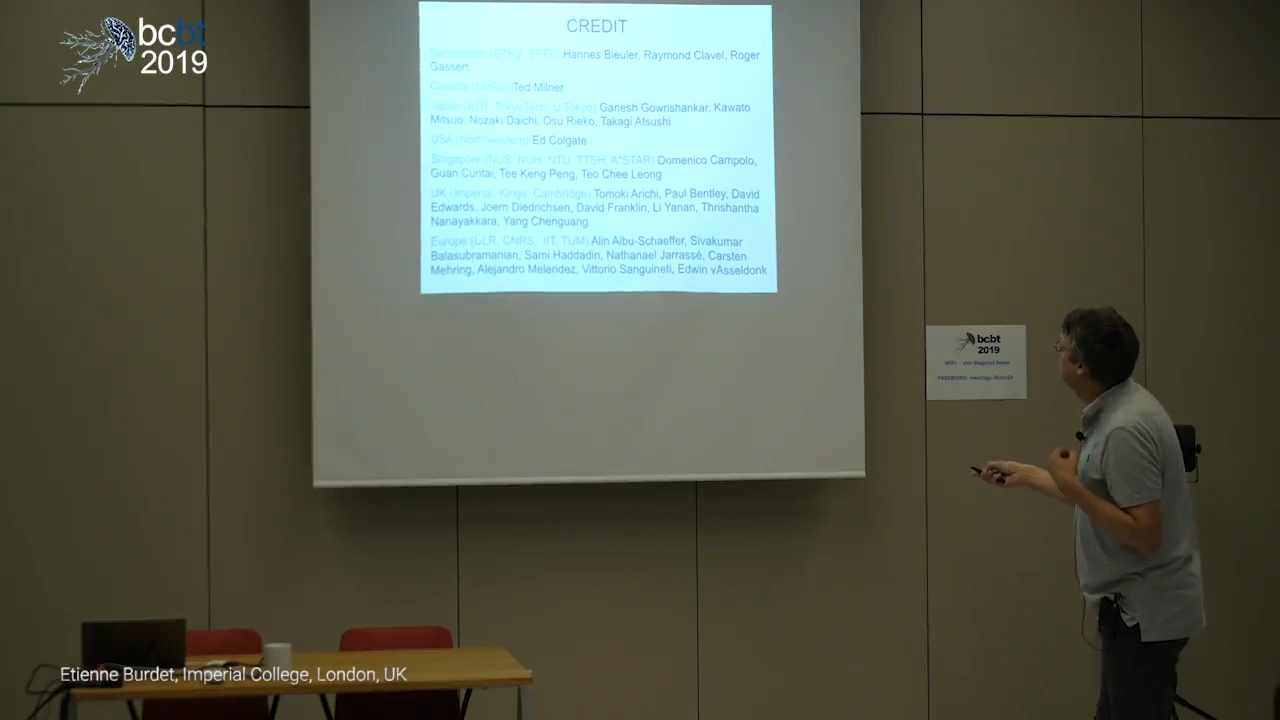 bcbt
2019
CREDIT
Switzerland (ETHZ, EPFL) Hannes Bleuler, Raymond Clavel, Roger
Gassert
Canada (McGill) Ted Milner
Japan (ATR, TokyoTech, U Tokyo) Ganesh Gowrishankar, Kawato
Mitsuo, Nozaki Daichi, Osu Rieko, Takagi Atsushi
USA (Northwestern) Ed Colgate
Singapore (NUS, NUH, NTU, TTSH, A*STAR) Domenico Campolo,
Guan Cuntai, Tee Keng Peng, Teo Chee Leong
UK (Imperial, Kings, Cambridge) Tomoki Arichi, Paul Bentley, David
Edwards, Joern Diedrichsen, David Franklin, Li Yanan, Thrishantha
Nanayakkara, Yang Chenguang
Europe (DLR, CNRS, IIT, TUM) Alin Albu-Schaeffer, Sivakumar
Balasubramanian, Sami Haddadin, Nathanael Jarrassé, Carsten
Mehring, Alejandro Melendez, Vittorio Sanguineti, Edwin vAsseldonk
bcbt
2019
WIFI:
PASSWORD:
Etienne Burdet, Imperial College, London, UK